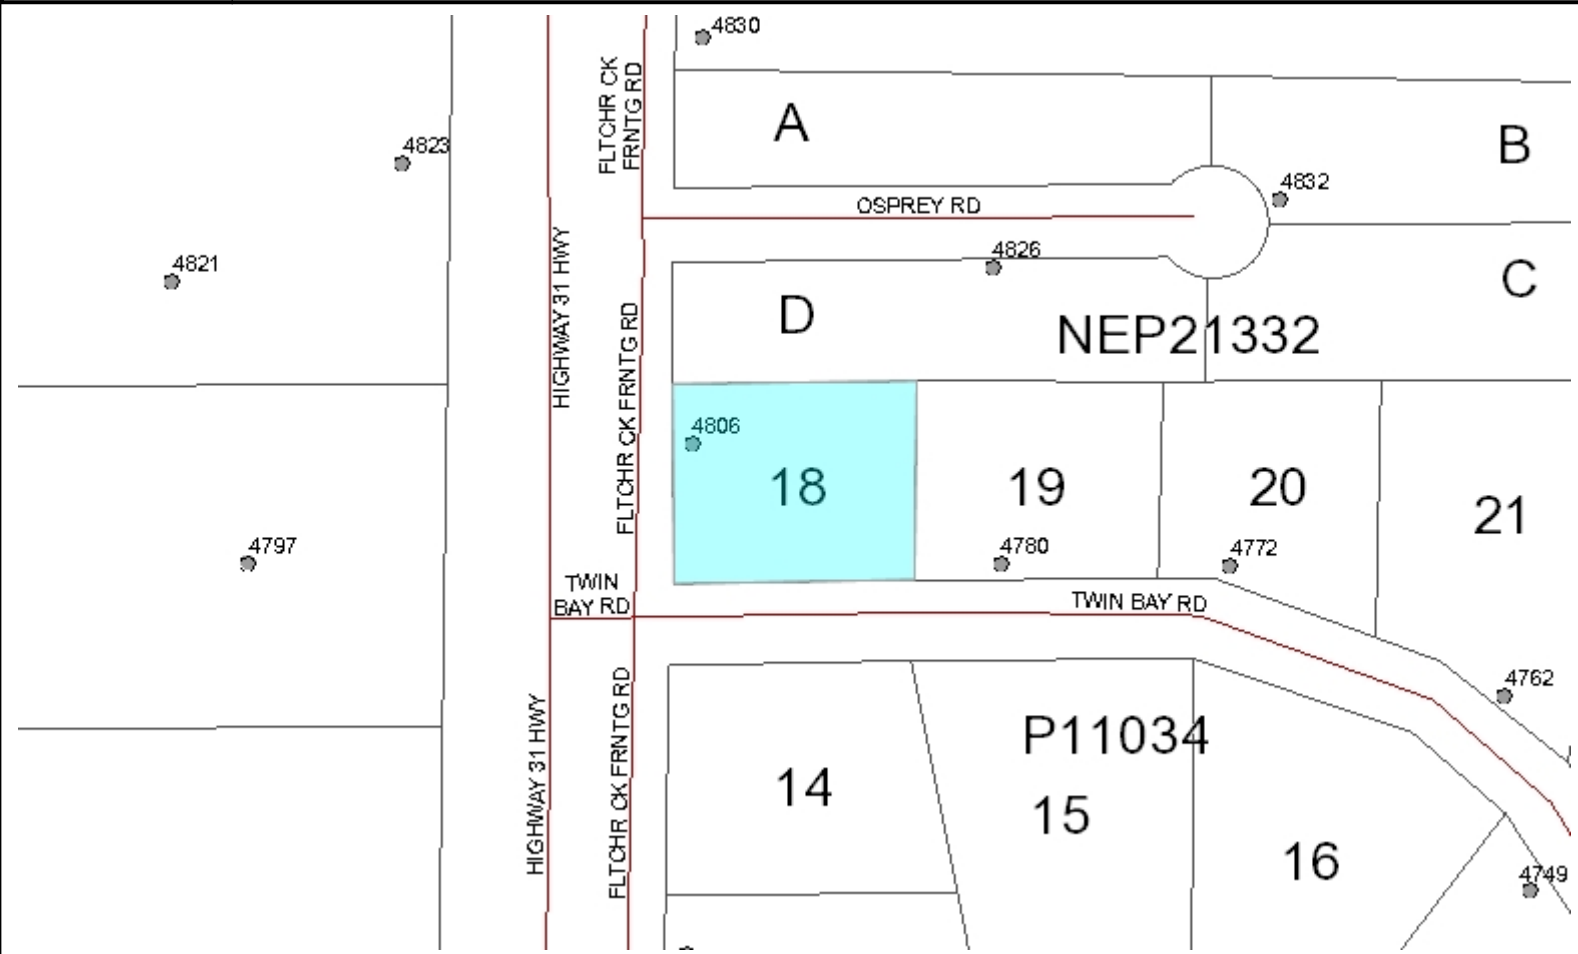 4830
FLTCHR CK
FRNTG RD
A
B
4823
4832
OSPREY RD
4826
4821
HIGHWAY 31 HWY
C
D
NEP21332
FLTCHR CK FRNTG RD
4806
18
19
20
21
4797
4780
4772
TWIN
BAY RD
TWIN BAY RD
4762
HIGHWAY 31 HWY
FLTCHR CK FRNTG RD
P11034
14
15
16
4749